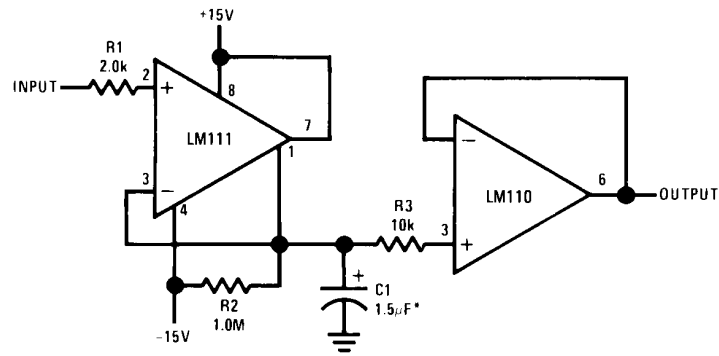 +15V
R1
2.0k
INPUT
2
+
8
LM111
7
1
3
−
4
R2
1.0M
−15V
R3
10k
+
C1
1.5μF*
−
LM110
6
OUTPUT
3
+